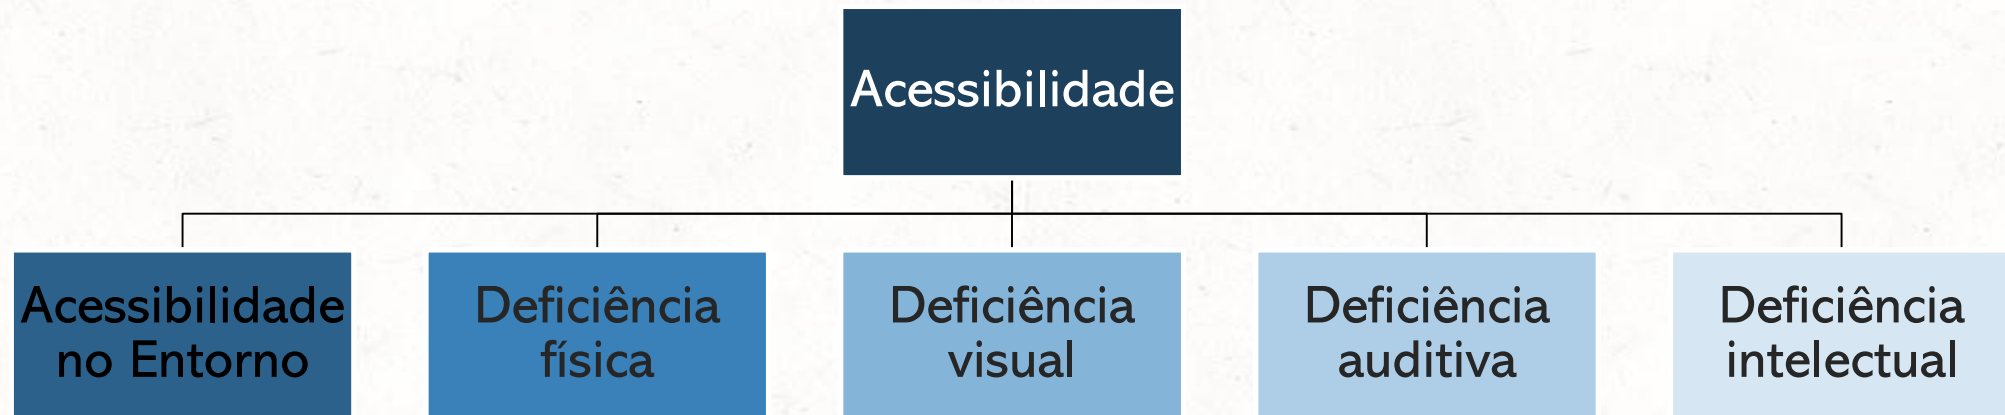 Acessibilidade
Acessibilidade
no Entorno
Deficiência
física
Deficiência
visual
Deficiência
auditiva
Deficiência
intelectual